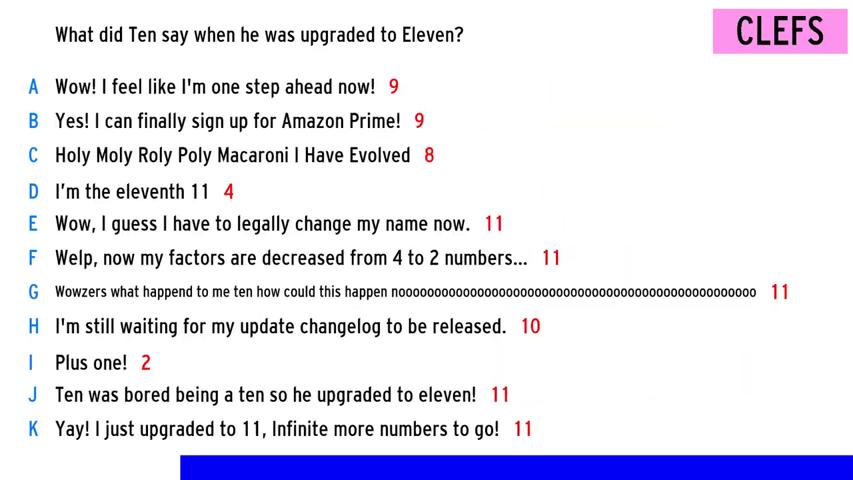 What did Ten say when he was upgraded to Eleven?
CLEFS
A Wow! I feel like I'm one step ahead now! 9
B Yes! I can finally sign up for Amazon Prime! 9
C Holy Moly Roly Poly Macaroni I Have Evolved 8
D I'm the eleventh 11 4
E Wow, I guess I have to legally change my name now. 11
F Welp, now my factors are decreased from 4 to 2 numbers... 11
G Wowzers what happend to me ten how could this happen nooooooooooooooooooooooooooooooooooooooooooooooooooo 11
H I'm still waiting for my update changelog to be released. 10
I Plus one! 2
J Ten was bored being a ten so he upgraded to eleven! 11
K Yay! I just upgraded to 11, Infinite more numbers to go! 11